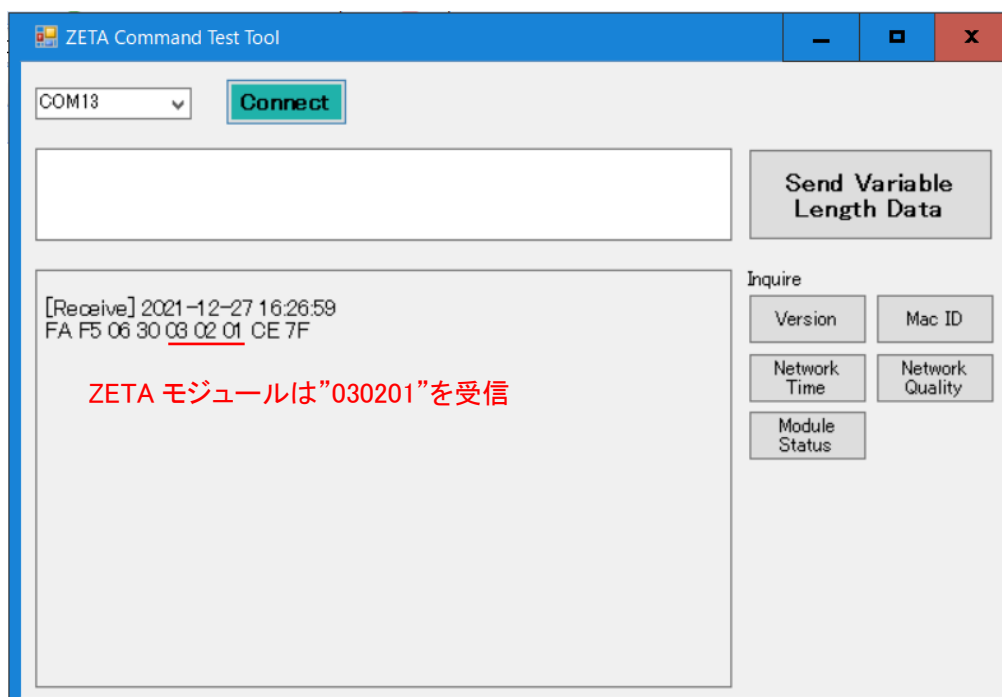 ZETA Command Test Tool
COM13
Connect
Send Variable
Length Data
[Receive] 2021-12-27 16:26:59
FA F5 06 30 03 02 01 CE 7F
ZETA モジュールは”030201”を受信
Inquire
Version
Mac ID
Network
Time
Network
Quality
Module
Status